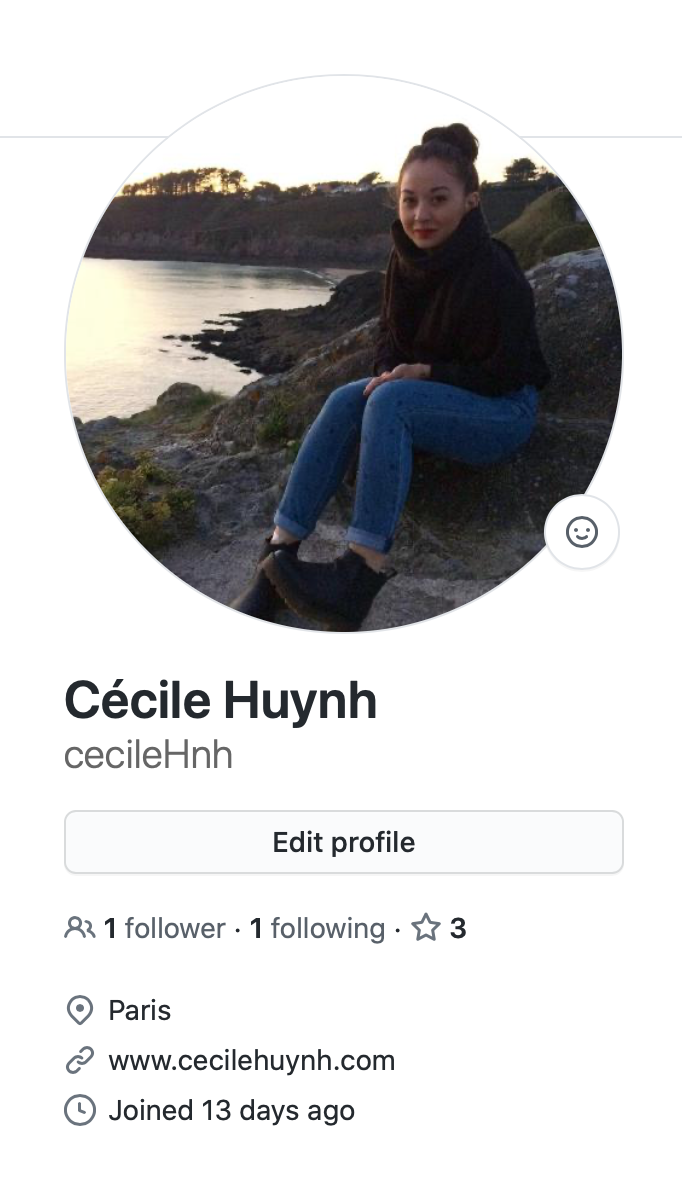 Cécile Huynh
cecileHnh
Edit profile
1 follower · 1 following · 3
Paris
www.cecilehuynh.com
Joined 13 days ago